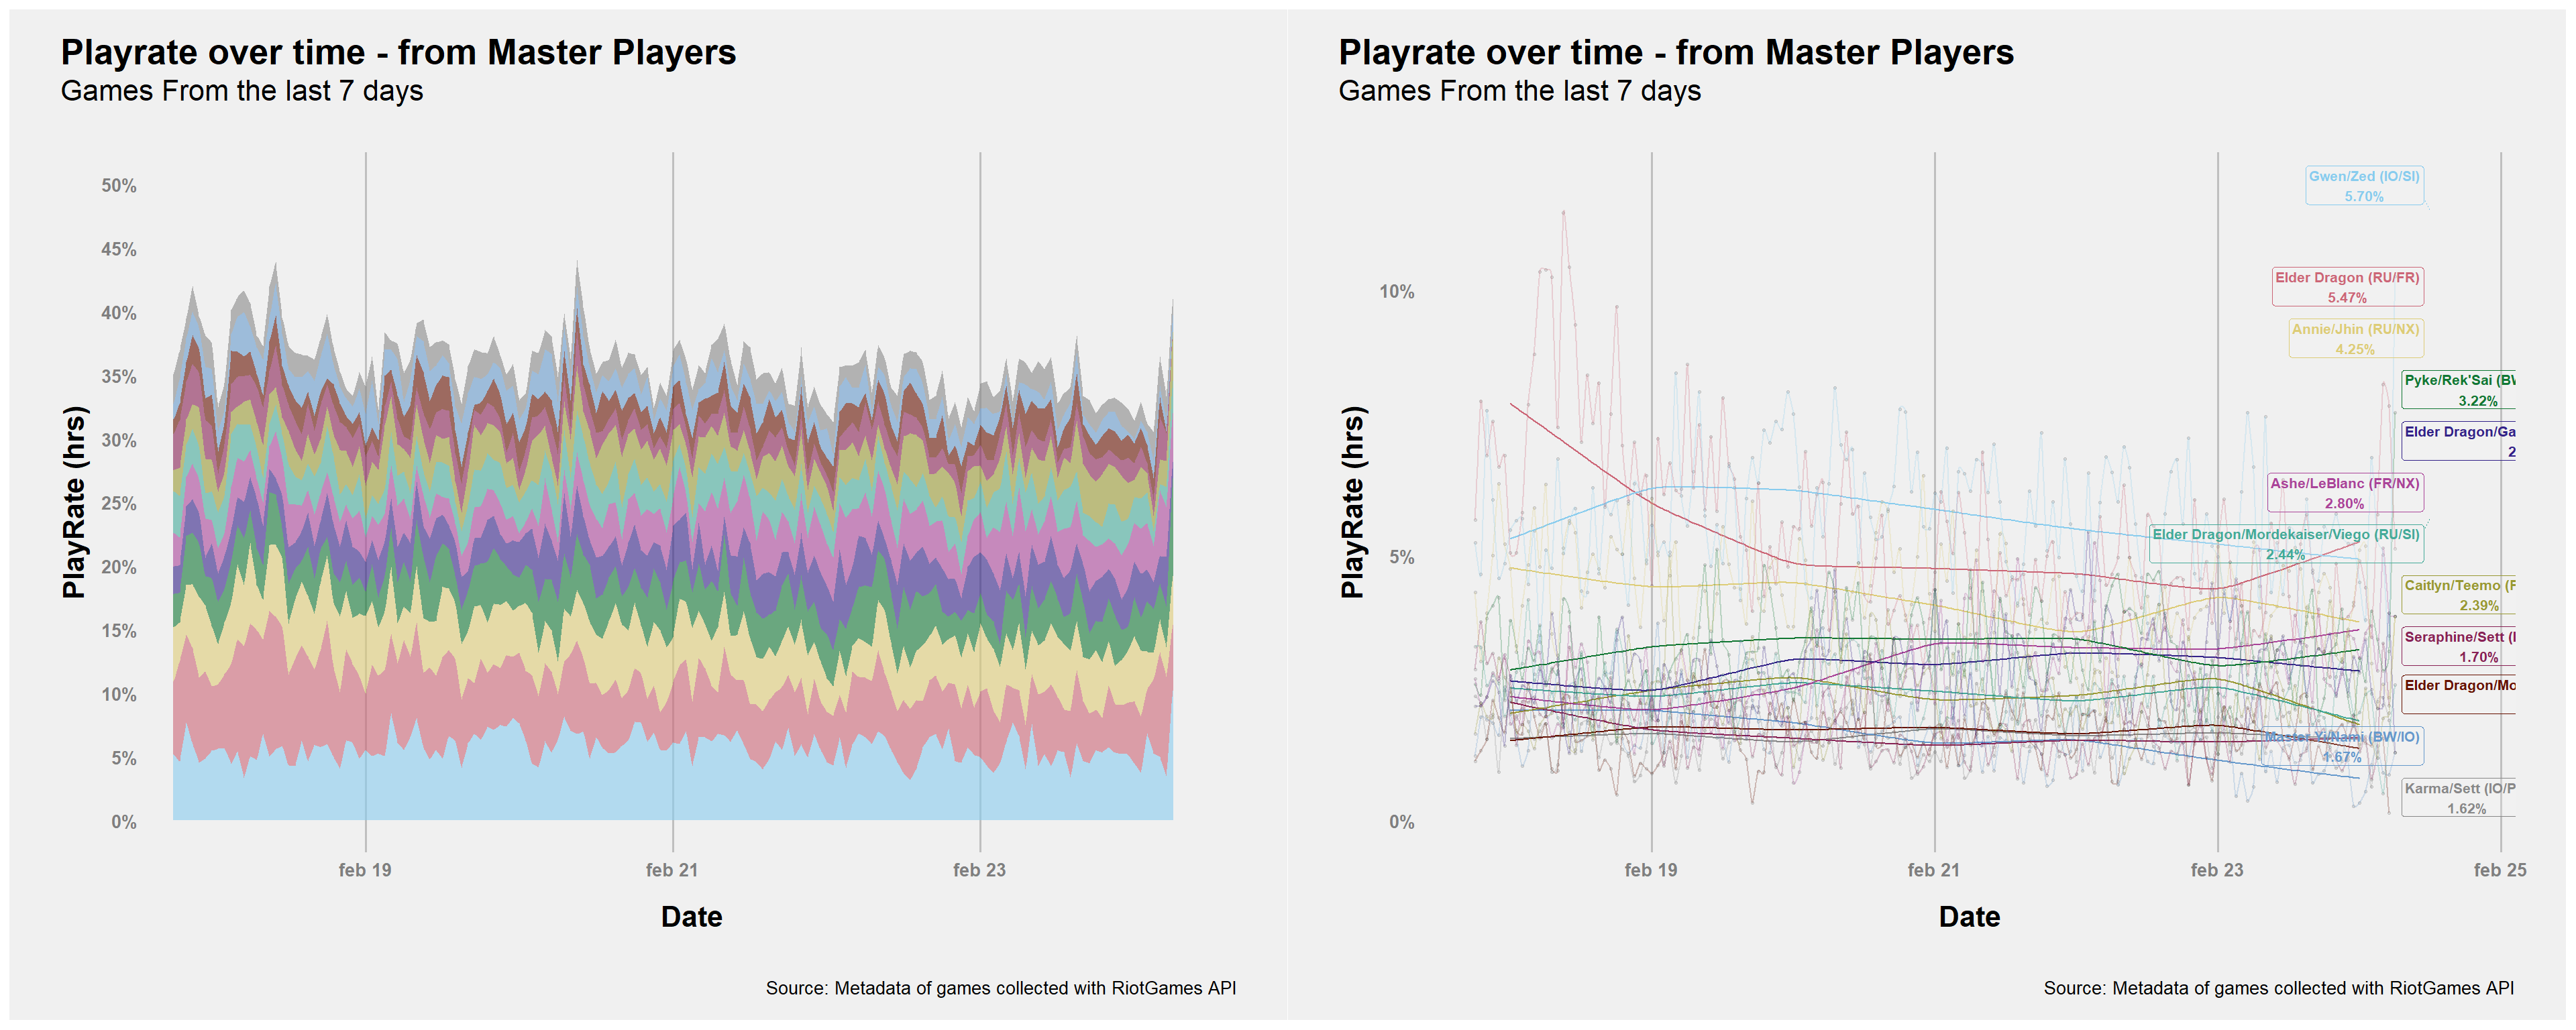 Playrate over time - from Master Players
Games From the last 7 days
50%
45%
40%
35%
30%
25%
20%
15%
10%
5%
0%
PlayRate (hrs)
feb 19
feb 21
feb 23
Date
Source: Metadata of games collected with RiotGames API
Playrate over time - from Master Players
Games From the last 7 days
10%
5%
0%
PlayRate (hrs)
Gwen/Zed (IO/SI)
5.70%
Elder Dragon (RU/FR)
5.47%
Annie/Jhin (RU/NX)
4.25%
Pyke/Rek'Sai (BW
3.22%
Elder Dragon/Ga
2
Ashe/LeBlanc (FR/NX)
2.80%
Elder Dragon/Mordekaiser/Viego (RU/SI)
2.44%
Caitlyn/Teemo (
2.39%
Seraphine/Sett (
1.70%
Elder Dragon/Mo
Master Yi/Nami (BW/IO)
1.67%
Karma/Sett (IO/P
1.62%
feb 19
feb 21
feb 23
feb 25
Date
Source: Metadata of games collected with RiotGames API